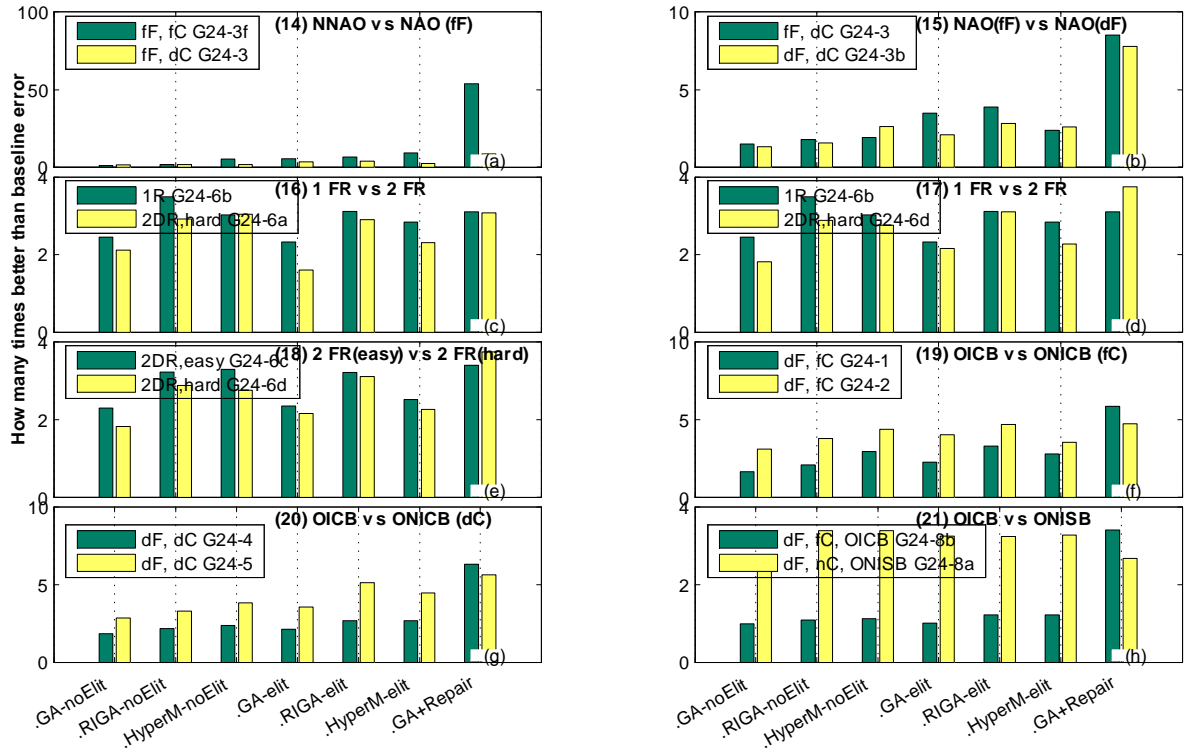 How many times better than baseline error
100
50
0
(14) NNAO vs NAO (fF)
fF, fC G24-3f
fF, dC G24-3
(a)
10
5
0
(15) NAO(fF) vs NAO(dF)
fF, dC G24-3
dF, dC G24-3b
(b)
4
2
0
(16) 1 FR vs 2 FR
1R G24-6b
2DR,hard G24-6a
(c)
4
2
0
(17) 1 FR vs 2 FR
1R G24-6b
2DR,hard G24-6d
(d)
4
2
0
(18) 2 FR(easy) vs 2 FR(hard)
2DR,easy G24-6c
2DR,hard G24-6d
(e)
10
5
0
(19) OICB vs ONICB (fC)
dF, fC G24-1
dF, fC G24-2
(f)
10
5
0
(20) OICB vs ONICB (dC)
dF, dC G24-4
dF, dC G24-5
(g)
.GA-noElit
.RIGA-noElit
.HyperM-noElit
.GA-elit
.RIGA-elit
.HyperM-elit
.GA+Repair
4
2
0
(21) OICB vs ONISB
dF, fC, OICB G24-8b
dF, nC, ONISB G24-8a
(h)
.GA-noElit
.RIGA-noElit
.HyperM-noElit
.GA-elit
.RIGA-elit
.HyperM-elit
.GA+Repair